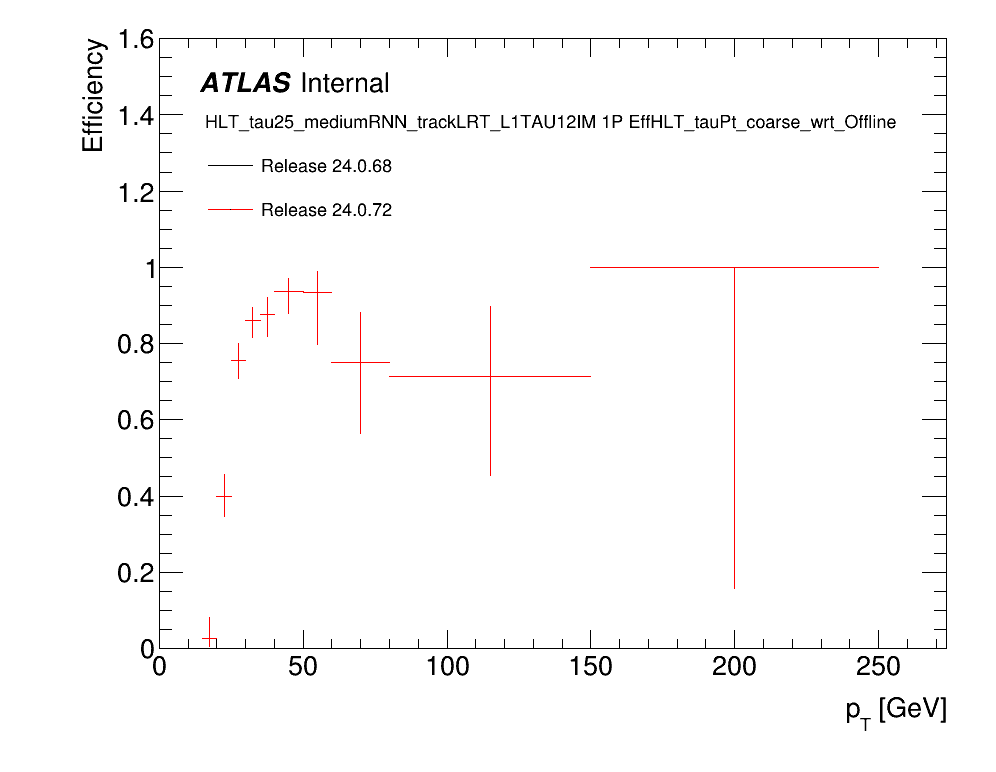 ATLAS Internal
HLT_tau25_mediumRNN_trackLRT_L1TAU12IM 1P EffHLT_tauPt_coarse_wrt_Offline
Release 24.0.68
Release 24.0.72
Efficiency
1.6
1.4
1.2
1
0.8
0.6
0.4
0.2
0
0 50 100 150 200 250
pT [GeV]